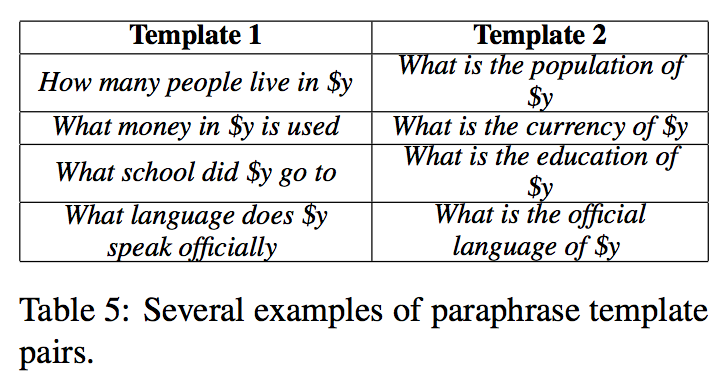 Template 1 Template 2
How many people live in $y What is the population of
$y
What money in $y is used What is the currency of $y
What school did $y go to What is the education of
$y
What language does $y What is the official
speak officially language of $y
Table 5: Several examples of paraphrase template
pairs.